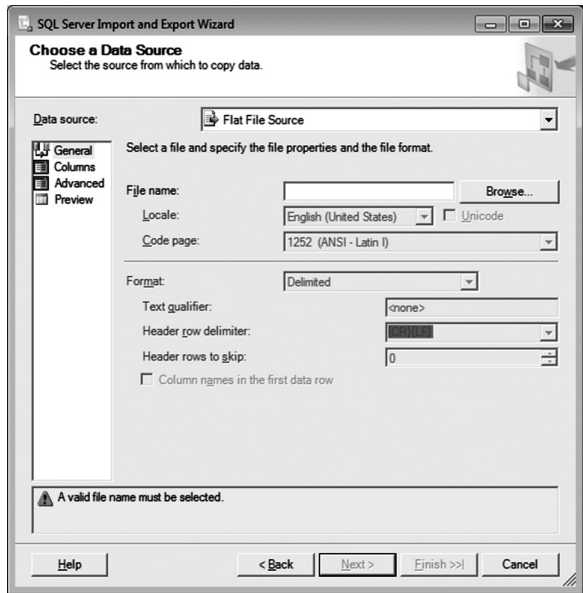 SQL Server Import and Export Wizard
Choose a Data Source
Select the source from which to copy data.
Data source: Flat File Source
General
Columns
Advanced
Preview
Select a file and specify the file properties and the file format.
File name: Browse...
Locale: English (United States) Unicode
Code page: 1252 (ANSI - Latin I)
Format: Delimited
Text qualifier: <none>
Header row delimiter: {CR}{LF}
Header rows to skip: 0
Column names in the first data row
A valid file name must be selected.
Help < Back Next > Finish >>| Cancel